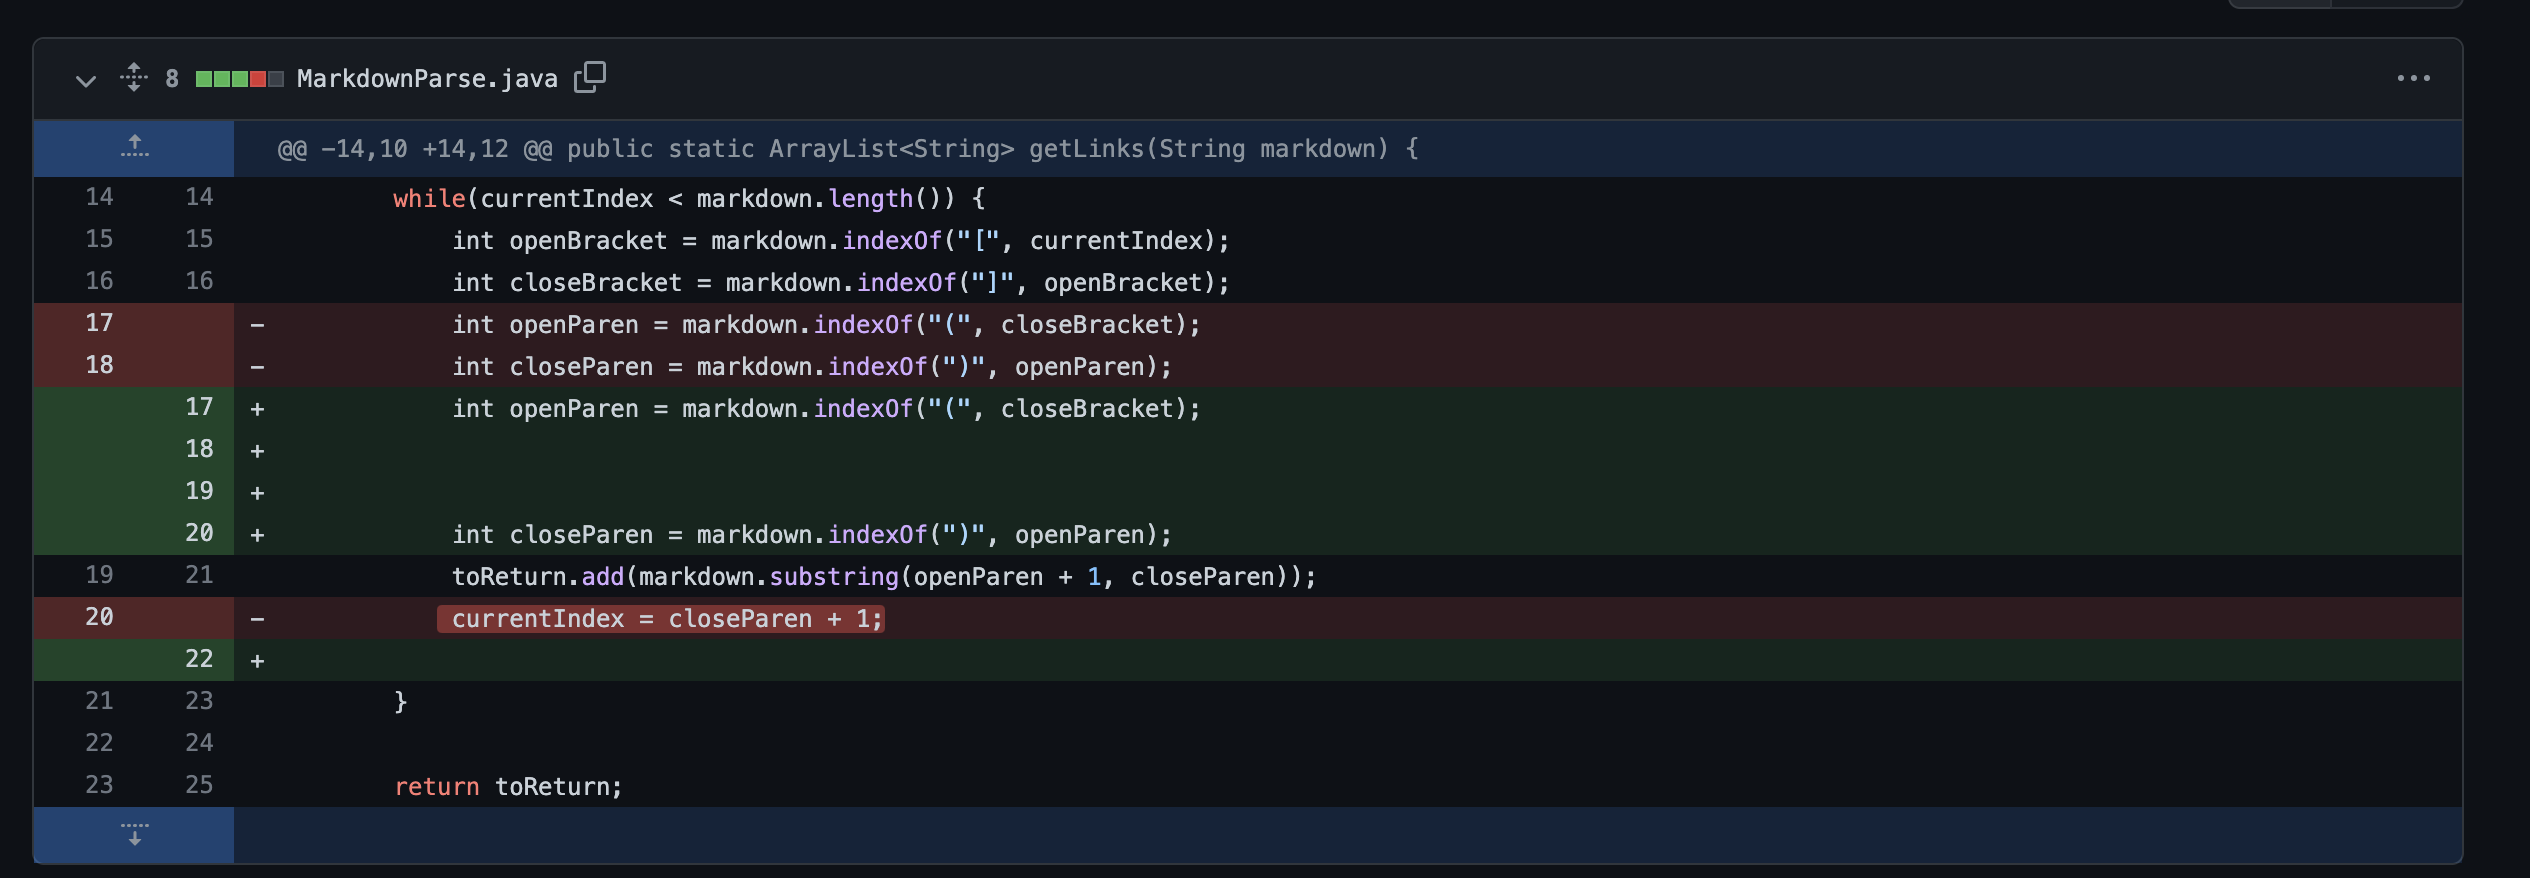 8 MarkdownParse.java
@@ -14,10 +14,12 @@ public static ArrayList<String> getLinks(String markdown) {
14 14 while(currentIndex < markdown.length()) {
15 15 int openBracket = markdown.indexOf("[", currentIndex);
16 16 int closeBracket = markdown.indexOf("]", openBracket);
17 - int openParen = markdown.indexOf("(", closeBracket);
18 - int closeParen = markdown.indexOf(")", openParen);
17 + int openParen = markdown.indexOf("(", closeBracket);
18 +
19 +
20 + int closeParen = markdown.indexOf(")", openParen);
19 21 toReturn.add(markdown.substring(openParen + 1, closeParen));
20 - currentIndex = closeParen + 1;
22 +
21 23 }
22 24
23 25 return toReturn;